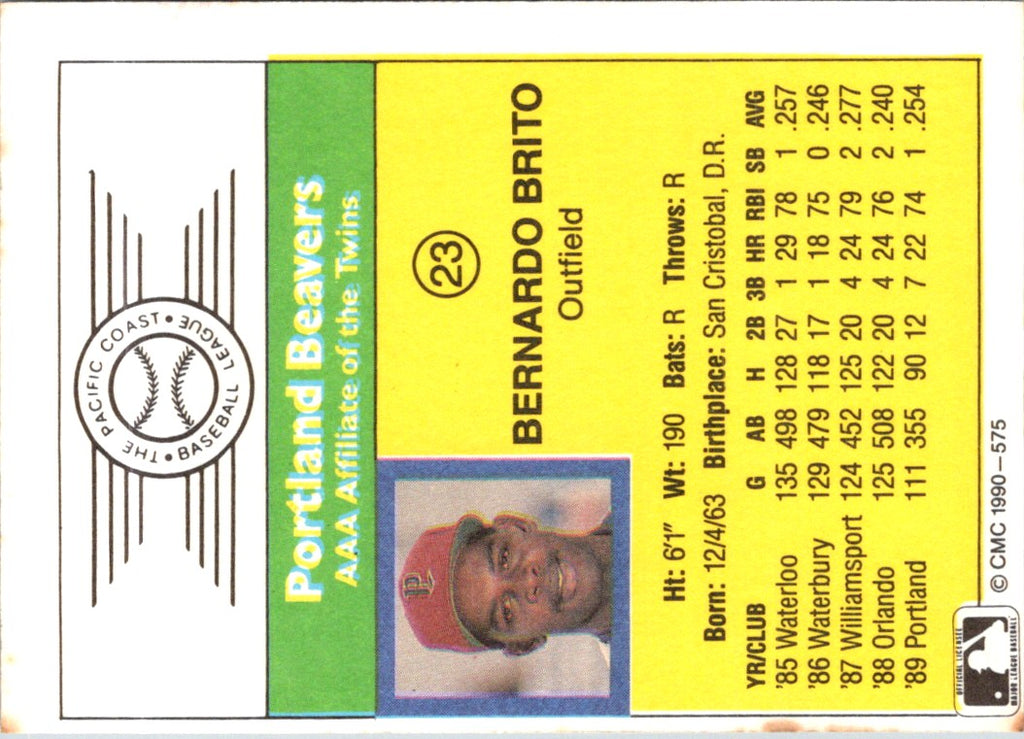 THE PACIFIC COAST • BASEBALL LEAGUE •
Portland Beavers
AAA Affiliate of the Twins
P
23
BERNARDO BRITO
Outfield
Ht: 6'1" Wt: 190 Bats: R Throws: R
Born: 12/4/63 Birthplace: San Cristobal, D.R.
YR/CLUB G AB H 2B 3B HR RBI SB AVG
'85 Waterloo 135 498 128 27 1 29 78 1 .257
'86 Waterbury 129 479 118 17 1 18 75 0 .246
'87 Williamsport 124 452 125 20 4 24 79 2 .277
'88 Orlando 125 508 122 20 4 24 76 2 .240
'89 Portland 111 355 90 12 7 22 74 1 .254
OFFICIAL LICENSEE
MAJOR LEAGUE BASEBALL
© CMC 1990–575